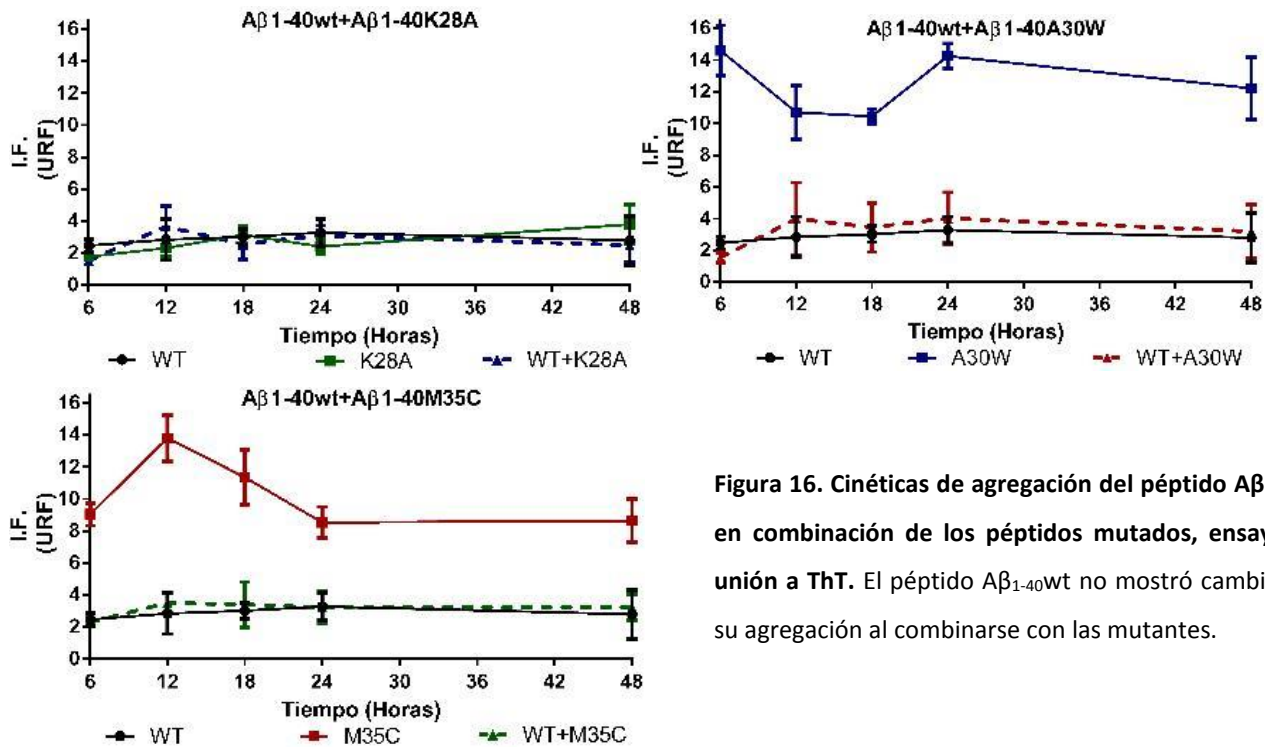 Aβ1-40wt+Aβ1-40K28A
16
14
12
10
8
6
4
2
0
I.F.
(URF)
6 12 18 24 30 36 42 48
Tiempo (Horas)
WT K28A WT+K28A
Aβ1-40wt+Aβ1-40A30W
16
14
12
10
8
6
4
2
0
I.F.
(URF)
6 12 18 24 30 36 42 48
Tiempo (Horas)
WT A30W WT+A30W
Aβ1-40wt+Aβ1-40M35C
16
14
12
10
8
6
4
2
0
I.F.
(URF)
6 12 18 24 30 36 42 48
Tiempo (Horas)
WT M35C WT+M35C
Figura 16. Cinéticas de agregación del péptido Aβ
en combinación de los péptidos mutados, ensay
unión a ThT. El péptido Aβ1-40wt no mostró cambi
su agregación al combinarse con las mutantes.